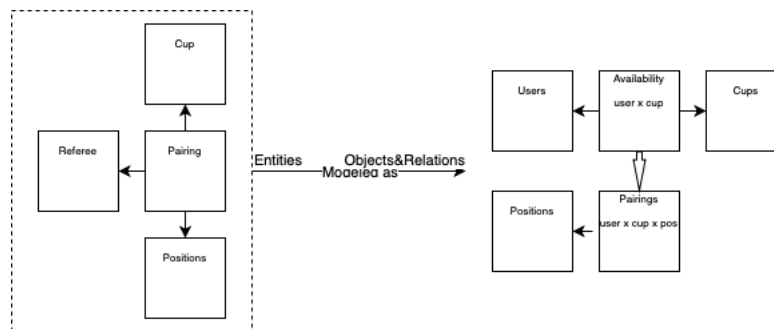 Cup
Referee
Pairing
Positions
Entities
Objects&Relations
Modeled as
Users
Availability
user x cup
Cups
Positions
Pairings
user x cup x pos